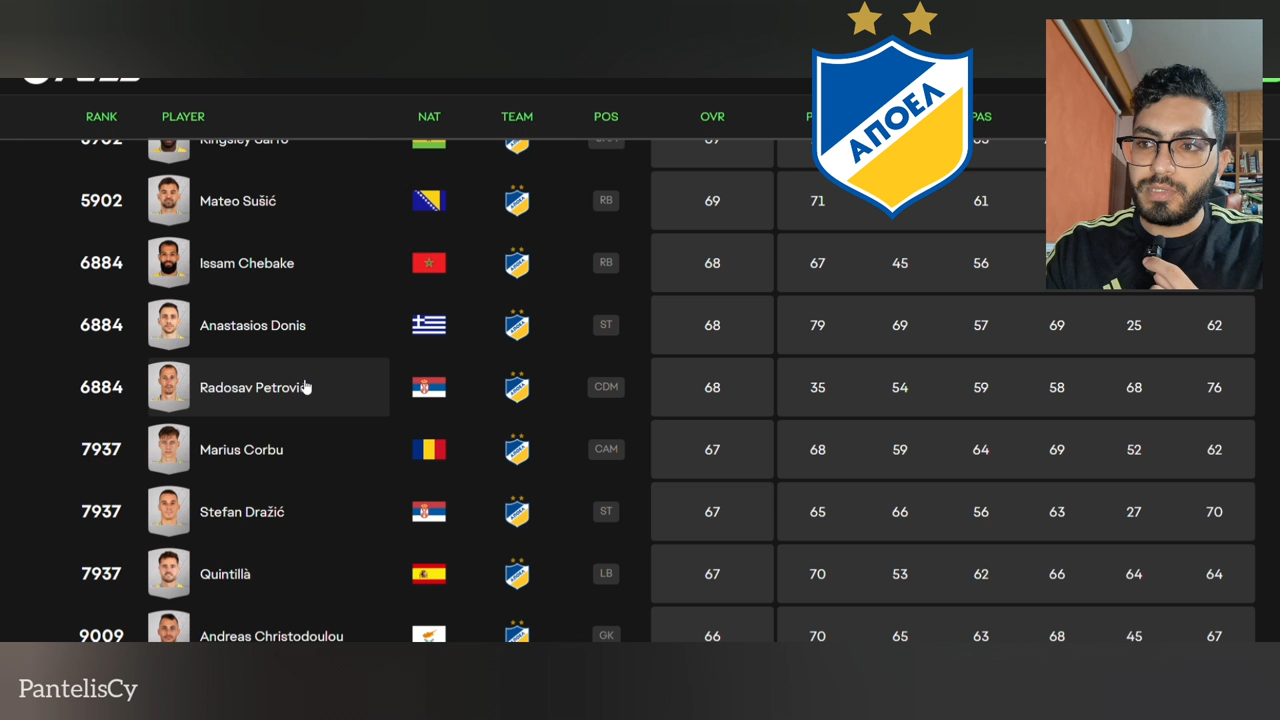 RANK PLAYER NAT TEAM POS OVR PAS
ΑΠΟΕΛ
5902 Mateo Sušić RB 69 71 61
6884 Issam Chebake RB 68 67 45 56
6884 Anastasios Donis ST 68 79 69 57 69 25 62
6884 Radosav Petrović CDM 68 35 54 59 58 68 76
7937 Marius Corbu CAM 67 68 59 64 69 52 62
7937 Stefan Dražić ST 67 65 66 56 63 27 70
7937 Quintillà LB 67 70 53 62 66 64 64
9009 Andreas Christodoulou GK 66 70 65 63 68 45 67
PantelisCy